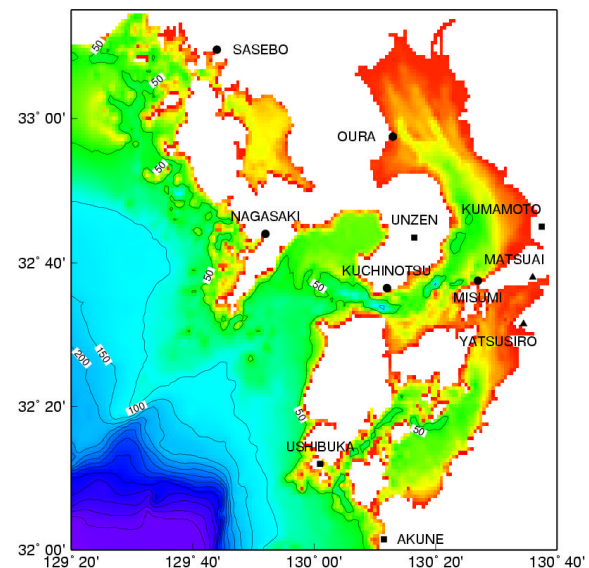 50
SASEBO
50
33° 00'
OURA
50
KUMAMOTO
NAGASAKI
UNZEN
MATSUAI
32° 40'
50
KUCHINOTSU
50
MISUMI
YATSUSIRO
200
150
100
32° 20'
50
50
USHIBUKA
AKUNE
32° 00'
129° 20'
129° 40'
130° 00'
130° 20'
130° 40'